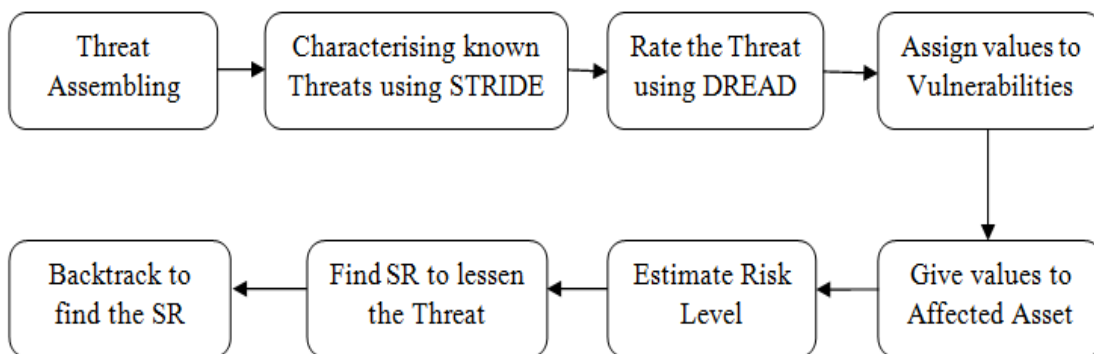 Threat
Assembling
Characterising known
Threats using STRIDE
Rate the Threat
using DREAD
Assign values to
Vulnerabilities
Give values to
Affected Asset
Estimate Risk
Level
Find SR to lessen
the Threat
Backtrack to
find the SR